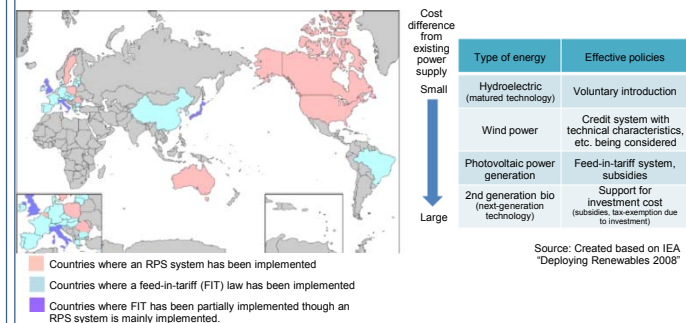 Cost
difference
from
existing
power
supply
Small
Large
Type of energy
Effective policies
Hydroelectric
(matured technology)
Voluntary introduction
Wind power
Credit system with
technical characteristics,
etc. being considered
Photovoltaic power
generation
Feed-in-tariff system,
subsidies
2nd generation bio
(next-generation
technology)
Support for
investment cost
(subsidies, tax-exemption due
to investment)
Source: Created based on IEA
“Deploying Renewables 2008”
Countries where an RPS system has been implemented
Countries where a feed-in-tariff (FIT) law has been implemented
Countries where FIT has been partially implemented though an
RPS system is mainly implemented.